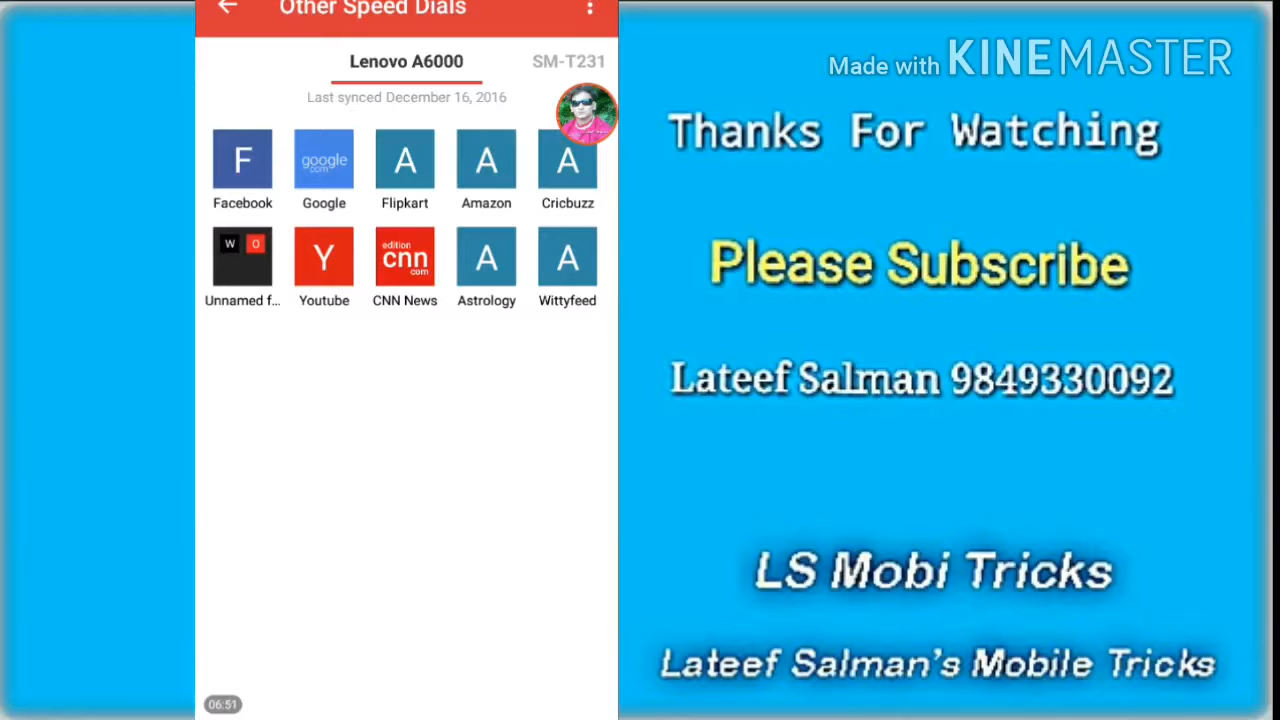 Other Speed Dials
Lenovo A6000
SM-T231
Last synced December 16, 2016
F
google
com
A
A
A
Facebook
Google
Flipkart
Amazon
Cricbuzz
W O
Y
edition
cnn
com
A
A
Unnamed f...
Youtube
CNN News
Astrology
Wittyfeed
06:51
Made with KINEMASTER
Thanks For Watching
Please Subscribe
Lateef Salman 9849330092
LS Mobi Tricks
Lateef Salman's Mobile Tricks